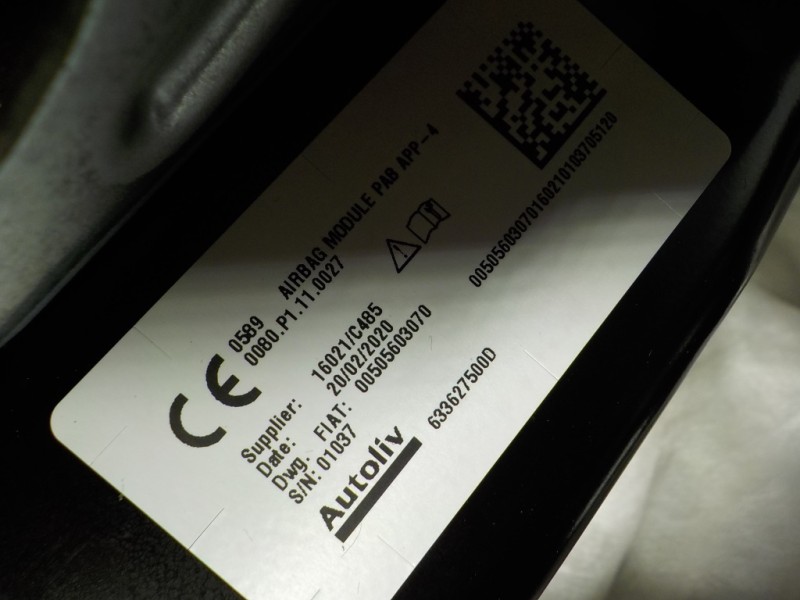 CE 0589 AIRBAG MODULE PAB APP-4
0080.P1.11.0027
Supplier: 16021/C485
Date: 20/02/2020
Dwg. FIAT: 00505603070
S/N: 01037
Autoliv 633627500D
00505603070160210103705120